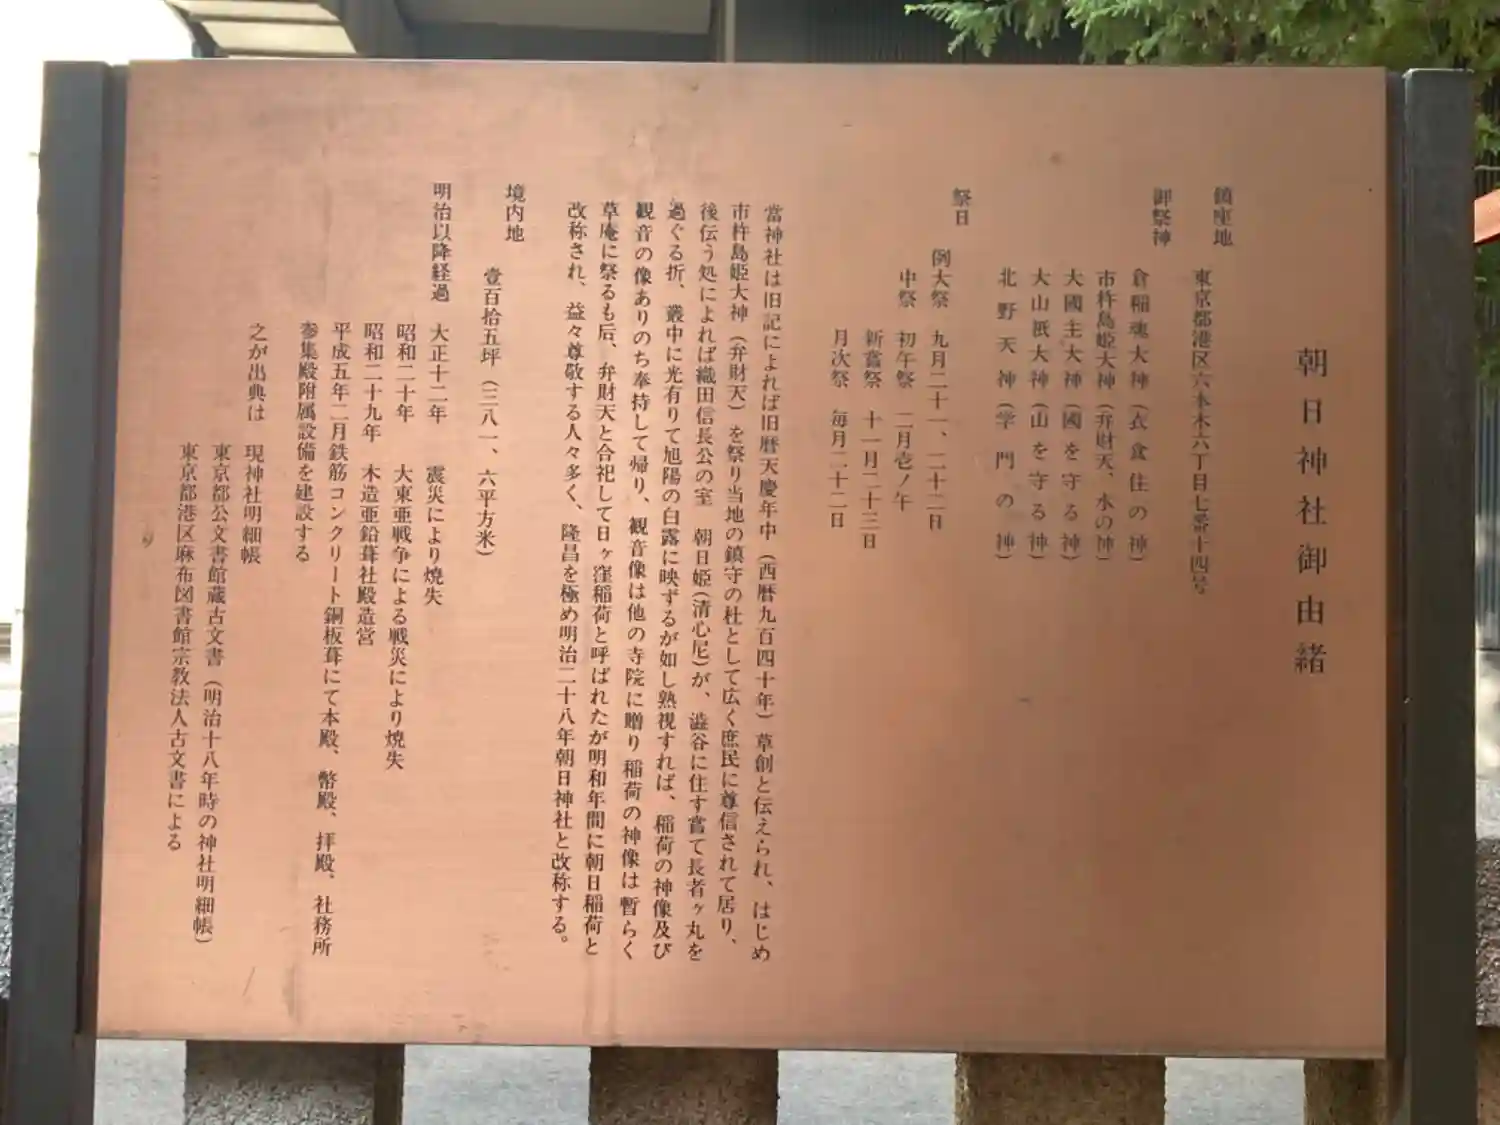 朝日神社御由緒
鎮座地
東京都港区六本木六丁目七番十四号
御祭神
倉稲魂大神(衣食住の神)
市杵島姫大神(弁財天、水の神)
大國主大神(國を守る神)
大山祇大神(山を守る神)
北野天神(学門の神)
祭日
例大祭 九月二十一、二十二日
中祭 初午祭 二月壱ノ午
新嘗祭 十一月二十三日
月次祭 毎月二十二日
當神社は旧記によれば旧暦天慶年中(西暦九百四十年)草創と伝えられ、はじめ
市杵島姫大神(弁財天)を祭り当地の鎮守の杜として広く庶民に尊信されて居り、
後伝う処によれば織田信長公の室 朝日姫(清心尼)が、澁谷に住す嘗て長者ヶ丸を
過ぐる折、叢中に光有りて旭陽の白露に映ずるが如し熟視すれば、稲荷の神像及び
観音の像ありのち奉持して帰り、観音像は他の寺院に贈り稲荷の神像は暫らく
草庵に祭るも后、弁財天と合祀して日ヶ窪稲荷と呼ばれたが明和年間に朝日稲荷と
改称され、益々尊敬する人々多く、隆昌を極め明治二十八年朝日神社と改称する。
境内地
壹百拾五坪(三八一、六平方米)
明治以降経過 大正十二年 震災により焼失
昭和二十年 大東亜戦争による戦災により焼失
昭和二十九年 木造亜鉛葺社殿造営
平成五年二月鉄筋コンクリート銅板葺にて本殿、幣殿、拝殿、社務所
参集殿附属設備を建設する
之が出典は 現神社明細帳
東京都公文書館蔵古文書(明治十八年時の神社明細帳)
東京都港区麻布図書館宗教法人古文書による